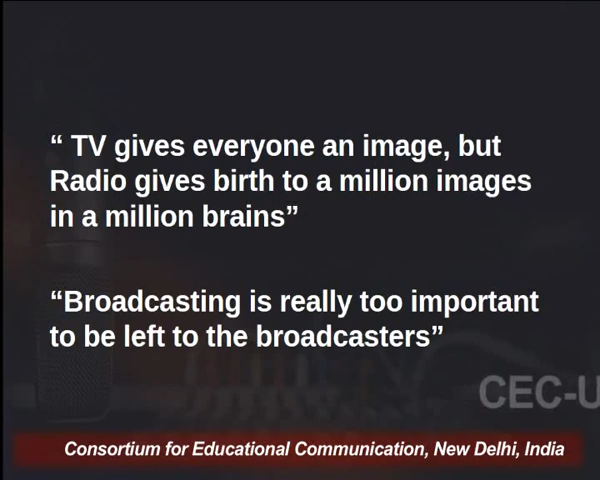 “ TV gives everyone an image, but
Radio gives birth to a million images
in a million brains”
“Broadcasting is really too important
to be left to the broadcasters”
CEC-U
Consortium for Educational Communication, New Delhi, India